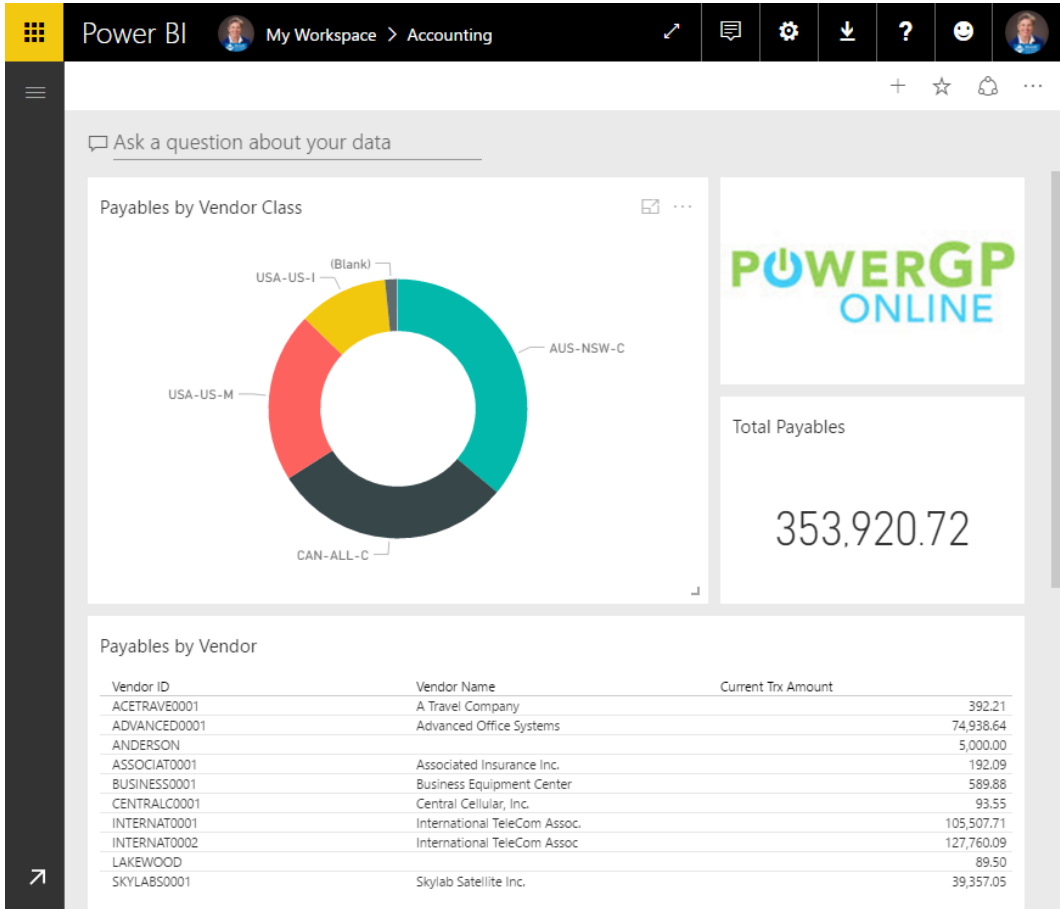 Power BI My Workspace > Accounting ?
Ask a question about your data
Payables by Vendor Class
(Blank)
USA-US-I
AUS-NSW-C
USA-US-M
CAN-ALL-C
POWERGP
ONLINE
Total Payables
353,920.72
Payables by Vendor
Vendor ID Vendor Name Current Trx Amount
ACETRAVE0001 A Travel Company 392.21
ADVANCED0001 Advanced Office Systems 74,938.64
ANDERSON 5,000.00
ASSOCIAT0001 Associated Insurance Inc. 192.09
BUSINESS0001 Business Equipment Center 589.88
CENTRALC0001 Central Cellular, Inc. 93.55
INTERNAT0001 International TeleCom Assoc. 105,507.71
INTERNAT0002 International TeleCom Assoc 127,760.09
LAKEWOOD 89.50
SKYLABS0001 Skylab Satellite Inc. 39,357.05